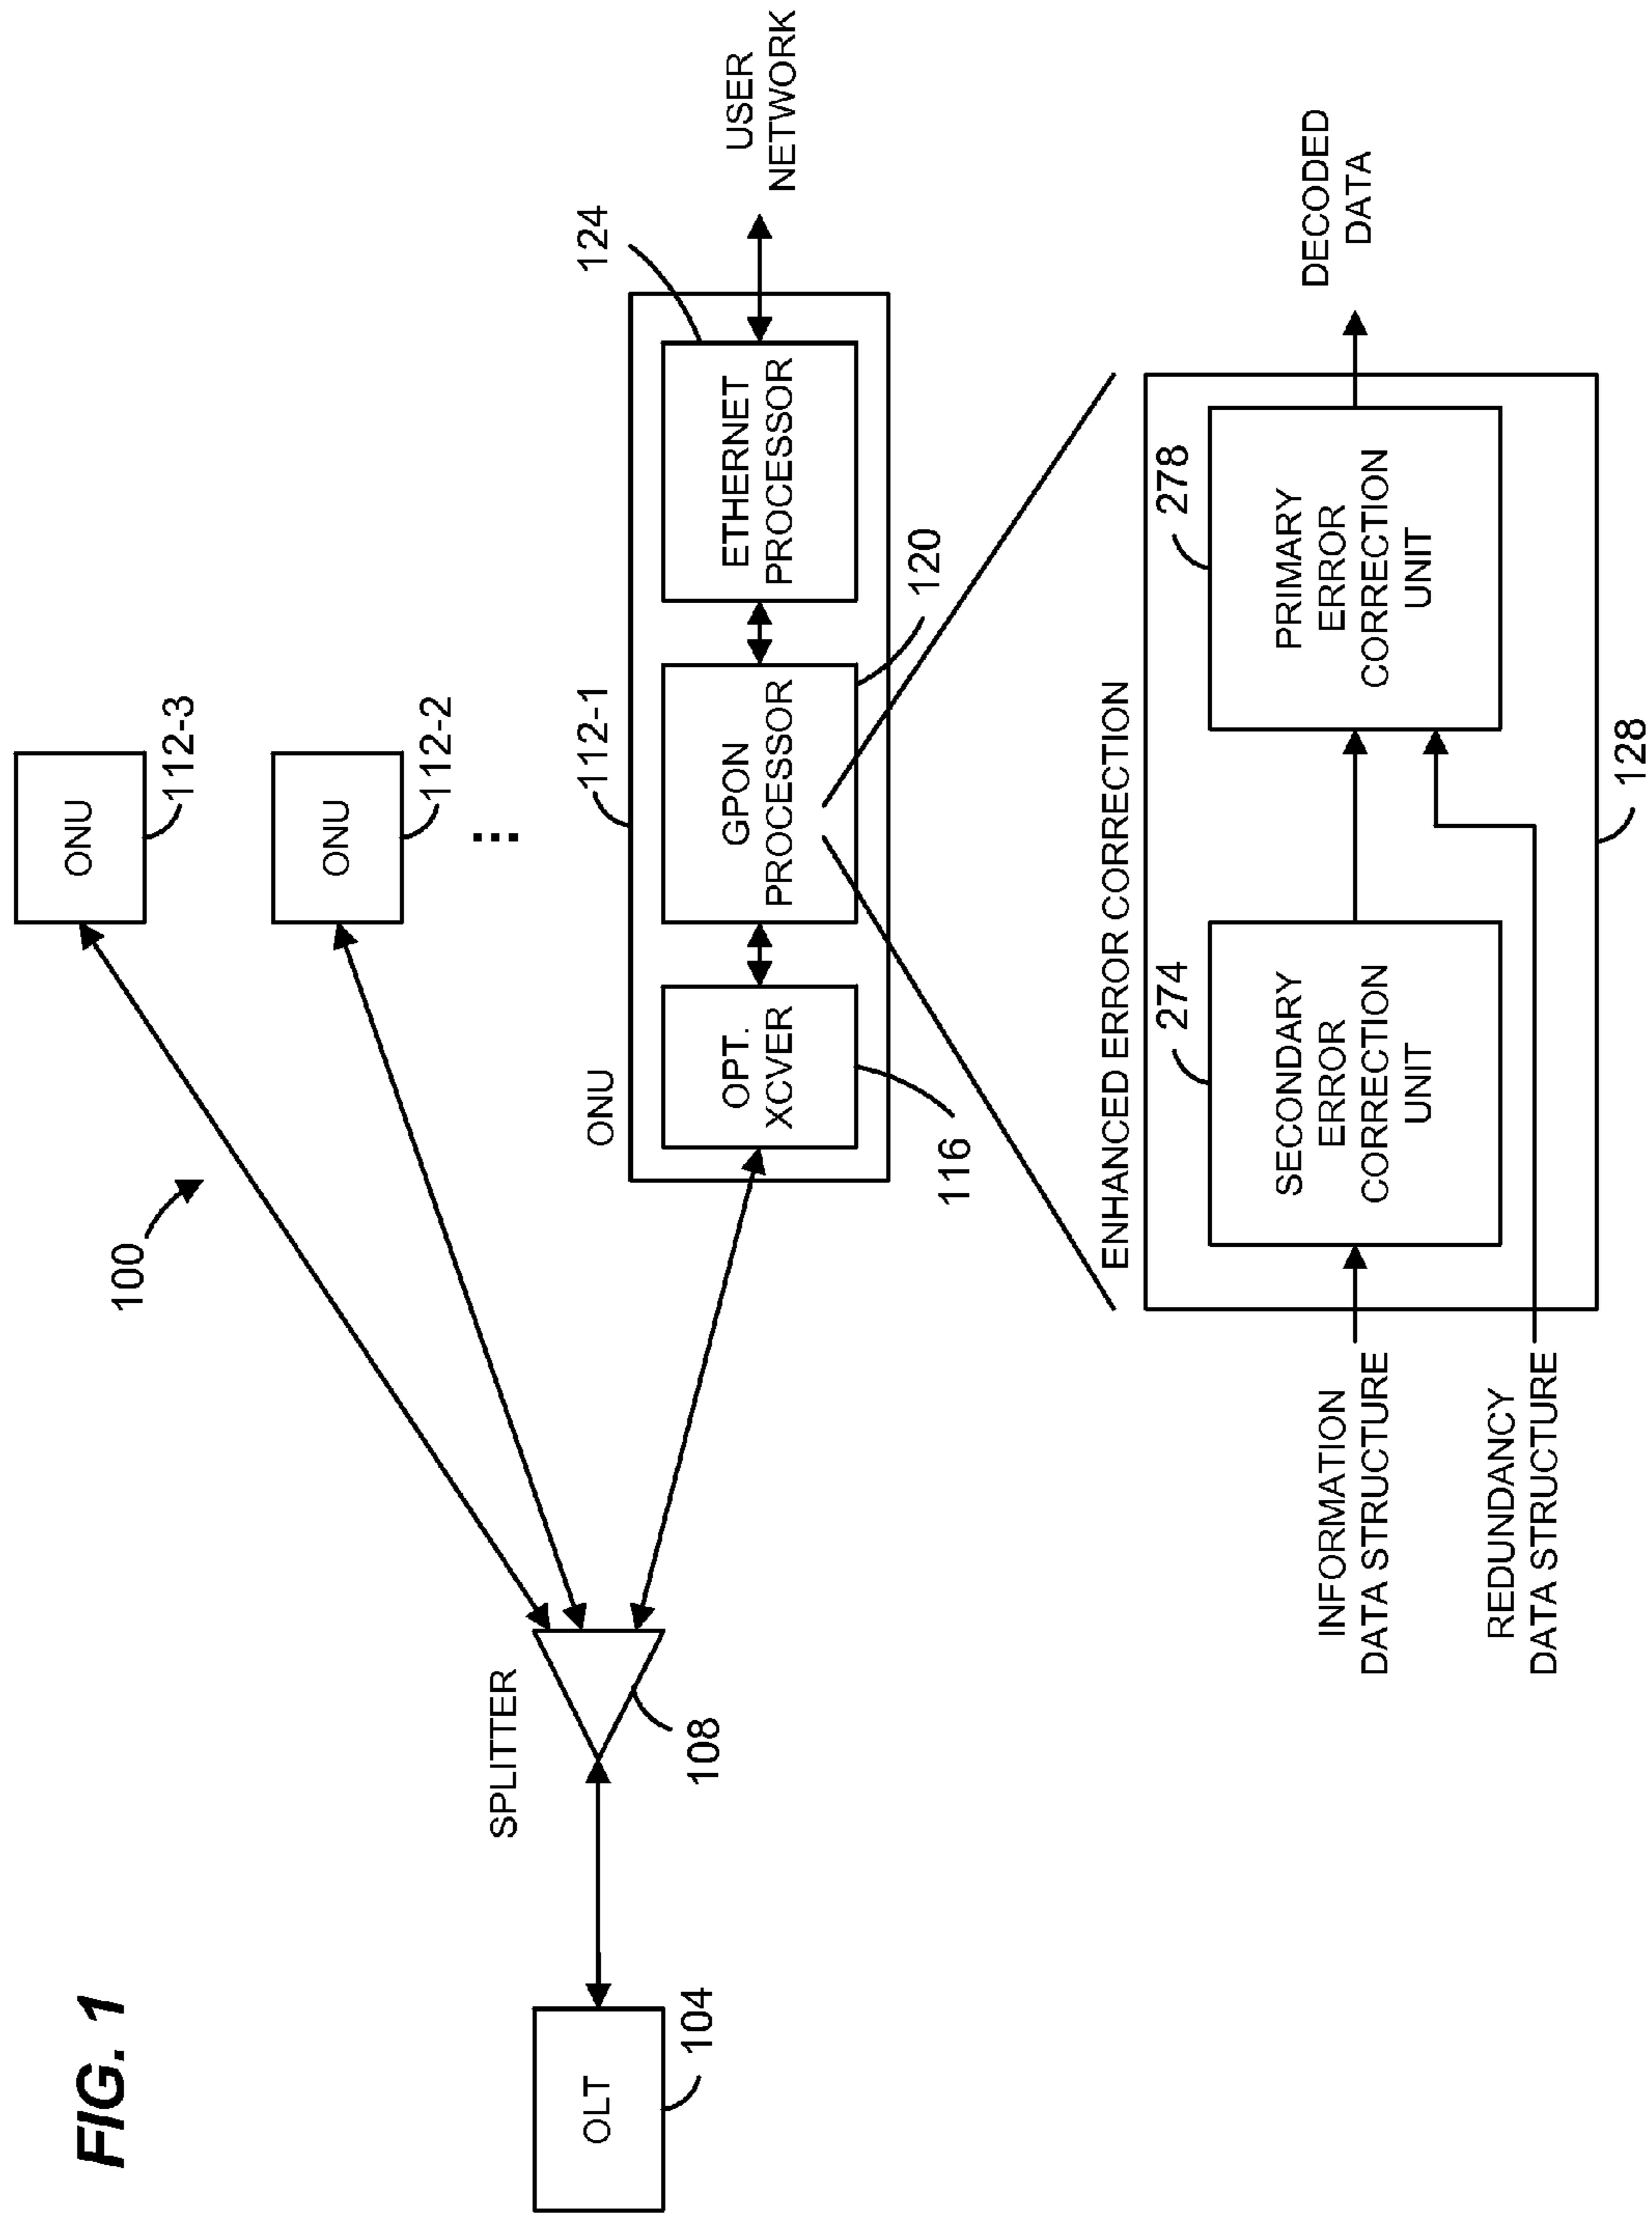 FIG. 1
100
ONU
112-3
ONU
112-2
...
SPLITTER
108
OLT
104
ONU
112-1
OPT.
XCVER
116
GPON
PROCESSOR
120
ETHERNET
PROCESSOR
124
USER
NETWORK
ENHANCED ERROR CORRECTION
INFORMATION
DATA STRUCTURE
REDUNDANCY
DATA STRUCTURE
274
SECONDARY
ERROR
CORRECTION
UNIT
278
PRIMARY
ERROR
CORRECTION
UNIT
DECODED
DATA
128